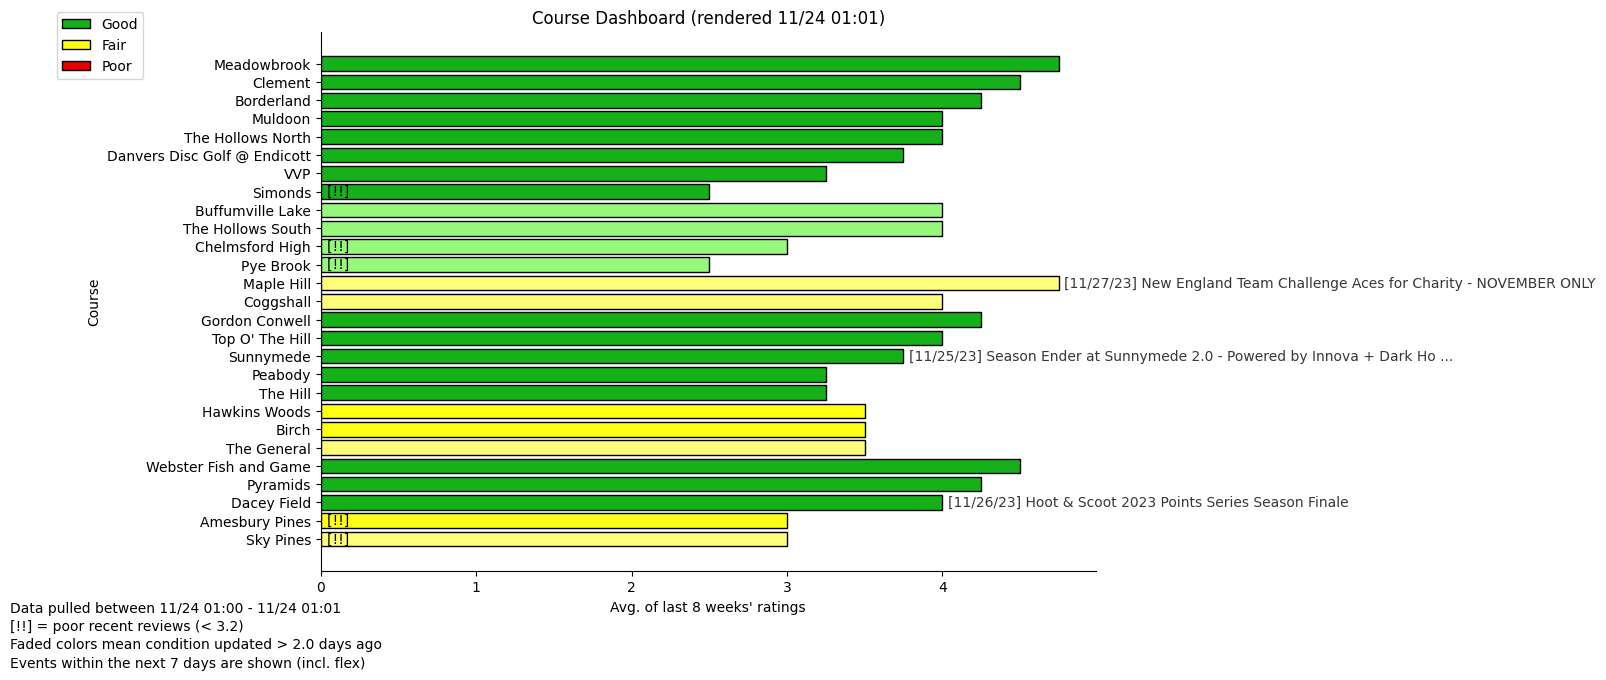 Course Dashboard (rendered 11/24 01:01)
Good
Fair
Poor
Course
Meadowbrook
Clement
Borderland
Muldoon
The Hollows North
Danvers Disc Golf @ Endicott
VVP
Simonds [!!]
Buffumville Lake
The Hollows South
Chelmsford High [!!]
Pye Brook [!!]
Maple Hill [11/27/23] New England Team Challenge Aces for Charity - NOVEMBER ONLY
Coggshall
Gordon Conwell
Top O' The Hill
Sunnymede [11/25/23] Season Ender at Sunnymede 2.0 - Powered by Innova + Dark Ho ...
Peabody
The Hill
Hawkins Woods
Birch
The General
Webster Fish and Game
Pyramids
Dacey Field [11/26/23] Hoot & Scoot 2023 Points Series Season Finale
Amesbury Pines [!!]
Sky Pines [!!]
0 1 2 3 4
Avg. of last 8 weeks' ratings
Data pulled between 11/24 01:00 - 11/24 01:01
[!!] = poor recent reviews (< 3.2)
Faded colors mean condition updated > 2.0 days ago
Events within the next 7 days are shown (incl. flex)